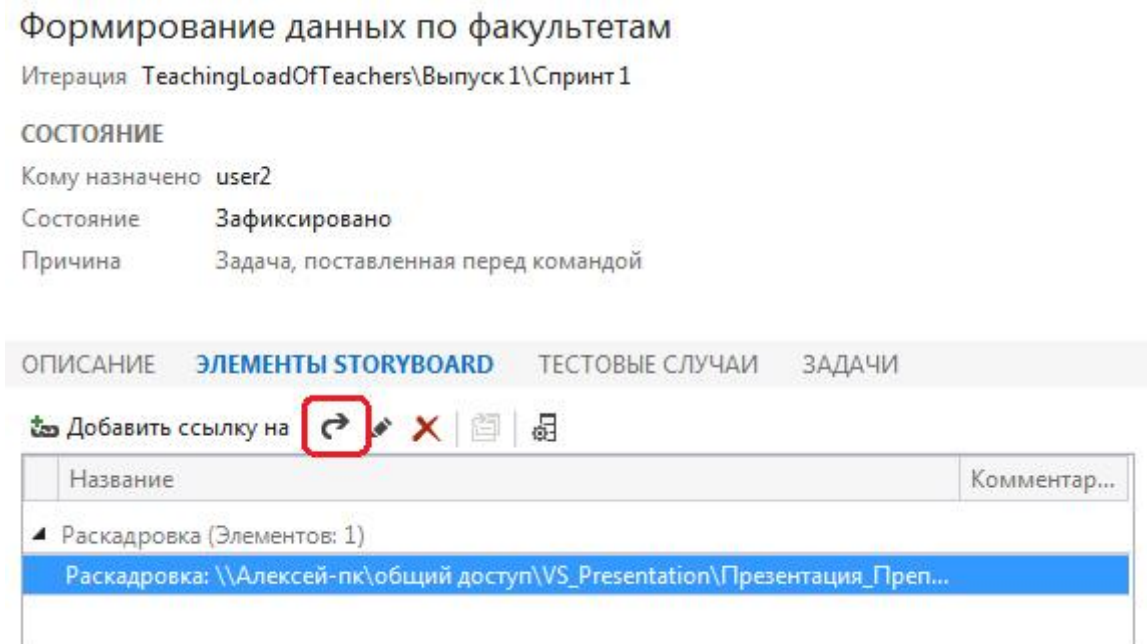 Формирование данных по факультетам
Итерация TeachingLoadOfTeachers\Выпуск 1\Спринт 1
СОСТОЯНИЕ
Кому назначено user2
Состояние Зафиксировано
Причина Задача, поставленная перед командой
ОПИСАНИЕ ЭЛЕМЕНТЫ STORYBOARD ТЕСТОВЫЕ СЛУЧАИ ЗАДАЧИ
Добавить ссылку на
Название Комментар...
Раскадровка (Элементов: 1)
Раскадровка: \\Алексей-пк\общий доступ\VS_Presentation\Презентация_Преп...